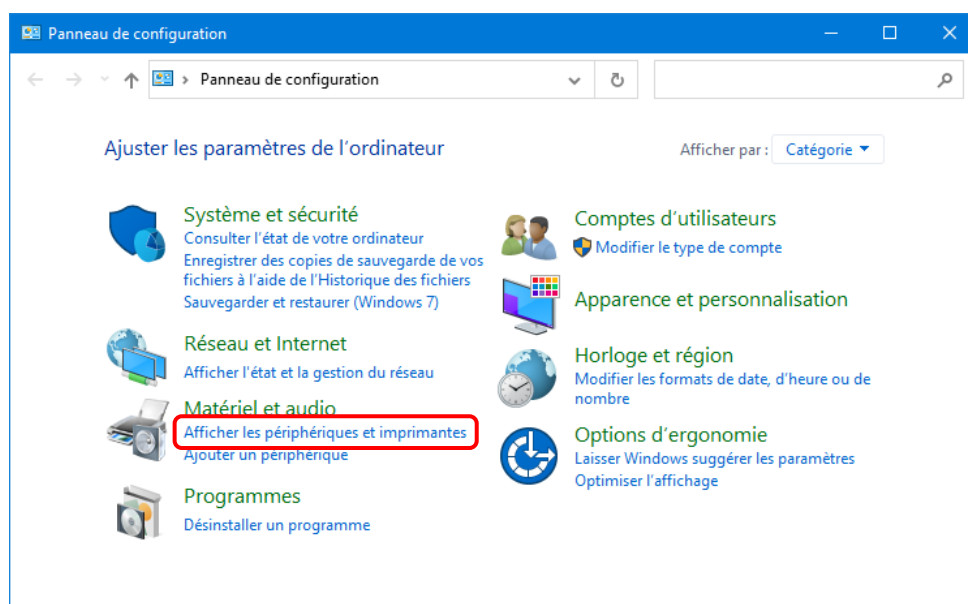 Panneau de configuration
Panneau de configuration
Ajuster les paramètres de l'ordinateur
Afficher par :
Catégorie
Système et sécurité
Consulter l'état de votre ordinateur
Enregistrer des copies de sauvegarde de vos
fichiers à l'aide de l'Historique des fichiers
Sauvegarder et restaurer (Windows 7)
Réseau et Internet
Afficher l'état et la gestion du réseau
Matériel et audio
Afficher les périphériques et imprimantes
Ajouter un périphérique
Programmes
Désinstaller un programme
Comptes d'utilisateurs
Modifier le type de compte
Apparence et personnalisation
Horloge et région
Modifier les formats de date, d'heure ou de
nombre
Options d'ergonomie
Laisser Windows suggérer les paramètres
Optimiser l'affichage